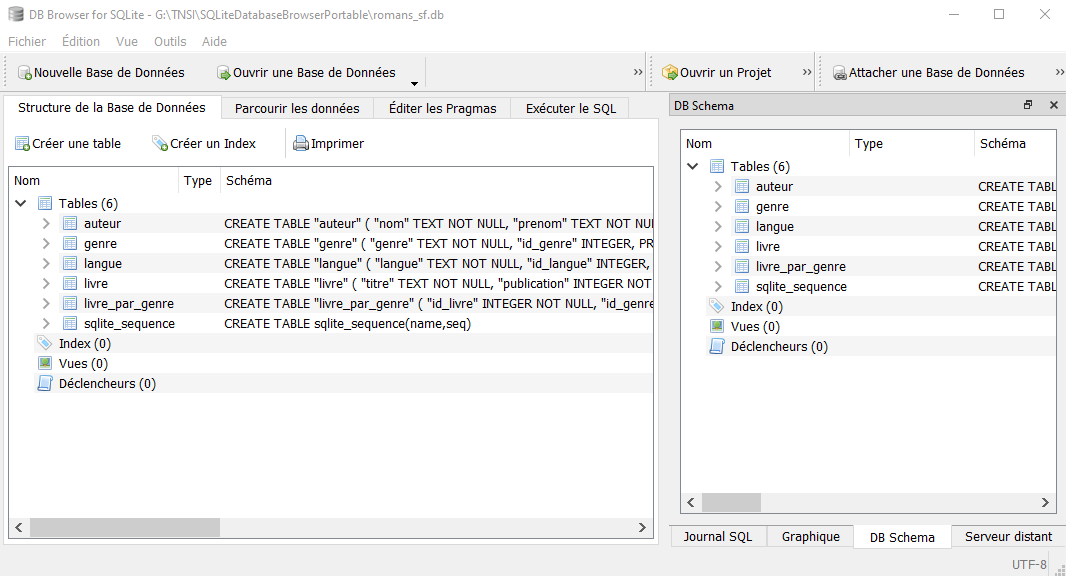 DB Browser for SQLite - G:\TNSI\SQLiteDatabaseBrowserPortable\romans_sf.db
Fichier Édition Vue Outils Aide
Nouvelle Base de Données Ouvrir une Base de Données » Ouvrir un Projet » Attacher une Base de Données »
Structure de la Base de Données Parcourir les données Éditer les Pragmas Exécuter le SQL
Créer une table Créer un Index Imprimer
Nom Type Schéma
Tables (6)
auteur CREATE TABLE "auteur" ( "nom" TEXT NOT NULL, "prenom" TEXT NOT NUL
genre CREATE TABLE "genre" ( "genre" TEXT NOT NULL, "id_genre" INTEGER, PR
langue CREATE TABLE "langue" ( "langue" TEXT NOT NULL, "id_langue" INTEGER,
livre CREATE TABLE "livre" ( "titre" TEXT NOT NULL, "publication" INTEGER NOT
livre_par_genre CREATE TABLE "livre_par_genre" ( "id_livre" INTEGER NOT NULL, "id_genre
sqlite_sequence CREATE TABLE sqlite_sequence(name,seq)
Index (0)
Vues (0)
Déclencheurs (0)
DB Schema
Nom Type Schéma
Tables (6)
auteur CREATE TABL
genre CREATE TABL
langue CREATE TABL
livre CREATE TABL
livre_par_genre CREATE TABL
sqlite_sequence CREATE TABL
Index (0)
Vues (0)
Déclencheurs (0)
Journal SQL Graphique DB Schema Serveur distant
UTF-8